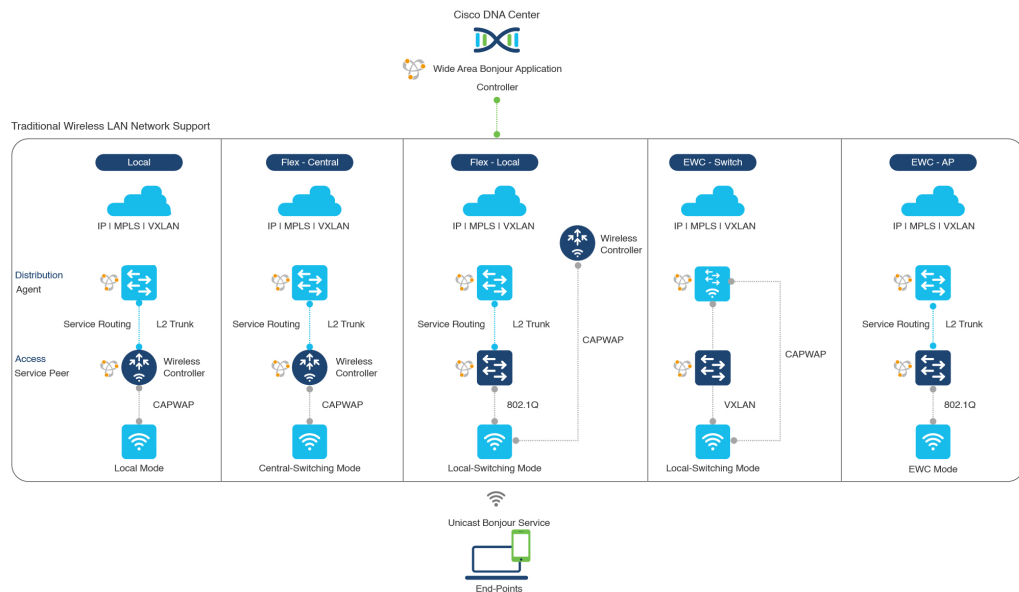 Cisco DNA Center
Wide Area Bonjour Application
Controller
Traditional Wireless LAN Network Support
Local
Flex - Central
Flex - Local
EWC - Switch
EWC - AP
IP | MPLS | VXLAN
IP | MPLS | VXLAN
IP | MPLS | VXLAN
IP | MPLS | VXLAN
IP | MPLS | VXLAN
Wireless
Controller
Distribution
Agent
Service Routing
L2 Trunk
Service Routing
L2 Trunk
Service Routing
L2 Trunk
Service Routing
L2 Trunk
CAPWAP
CAPWAP
Access
Service Peer
Wireless
Controller
Wireless
Controller
CAPWAP
CAPWAP
802.1Q
VXLAN
802.1Q
Local Mode
Central-Switching Mode
Local-Switching Mode
Local-Switching Mode
EWC Mode
Unicast Bonjour Service
End-Points